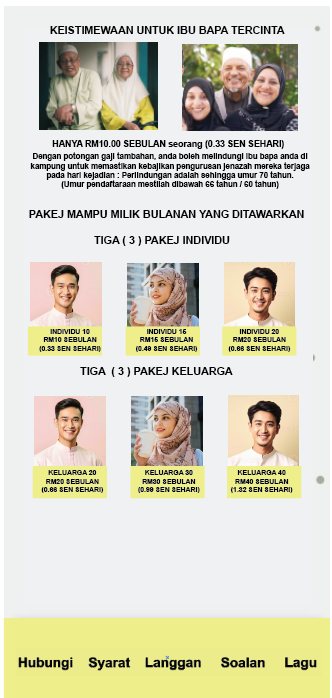 KEISTIMEWAAN UNTUK IBU BAPA TERCINTA
HANYA RM10.00 SEBULAN seorang (0.33 SEN SEHARI)
Dengan potongan gaji tambahan, anda boleh melindungi ibu bapa anda di
kampung untuk memastikan kebajikan pengurusan jenazah mereka terjaga
pada hari kejadian : Perlindungan adalah sehingga umur 70 tahun.
(Umur pendaftaraan mestilah dibawah 66 tahun / 60 tahun)
PAKEJ MAMPU MILIK BULANAN YANG DITAWARKAN
TIGA ( 3 ) PAKEJ INDIVIDU
INDIVIDU 10
RM10 SEBULAN
(0.33 SEN SEHARI)
INDIVIDU 15
RM15 SEBULAN
(0.49 SEN SEHARI)
INDIVIDU 20
RM20 SEBULAN
(0.66 SEN SEHARI)
TIGA ( 3 ) PAKEJ KELUARGA
KELUARGA 20
RM20 SEBULAN
(0.66 SEN SEHARI)
KELUARGA 30
RM30 SEBULAN
(0.99 SEN SEHARI)
KELUARGA 40
RM40 SEBULAN
(1.32 SEN SEHARI)
Hubungi Syarat Langgan Soalan Lagu